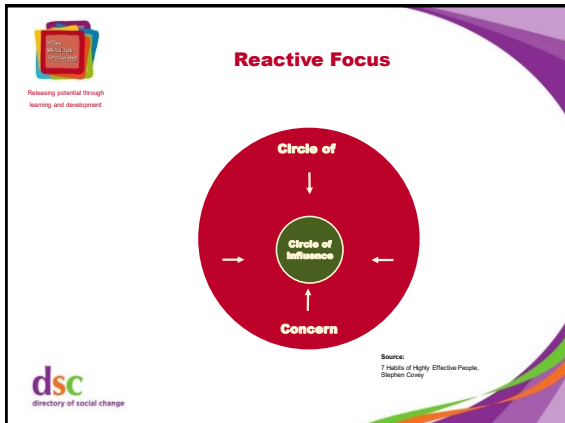 Reactive Focus
Releasing potential through
learning and development
Circle of
Circle of
Influence
Concern
Source:
7 Habits of Highly Effective People,
Stephen Covey
dsc
directory of social change